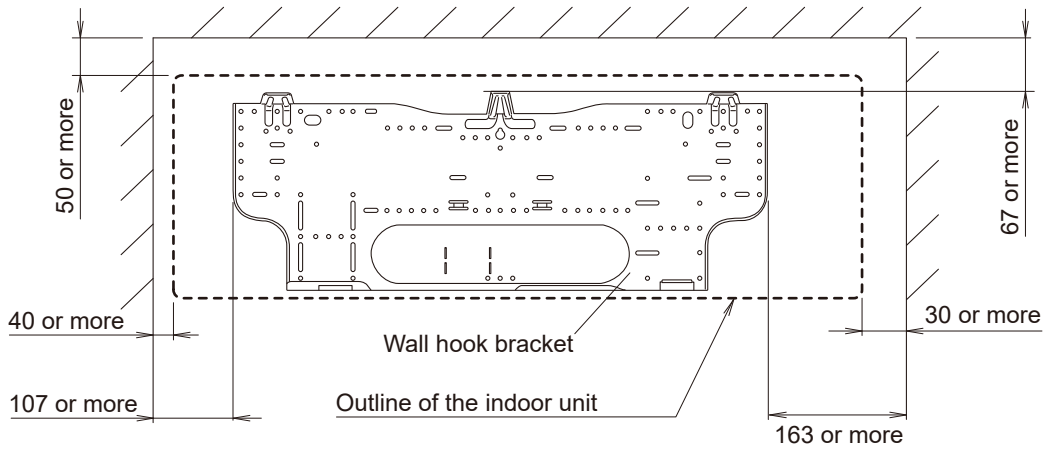 50 or more
67 or more
40 or more
30 or more
Wall hook bracket
107 or more
Outline of the indoor unit
163 or more